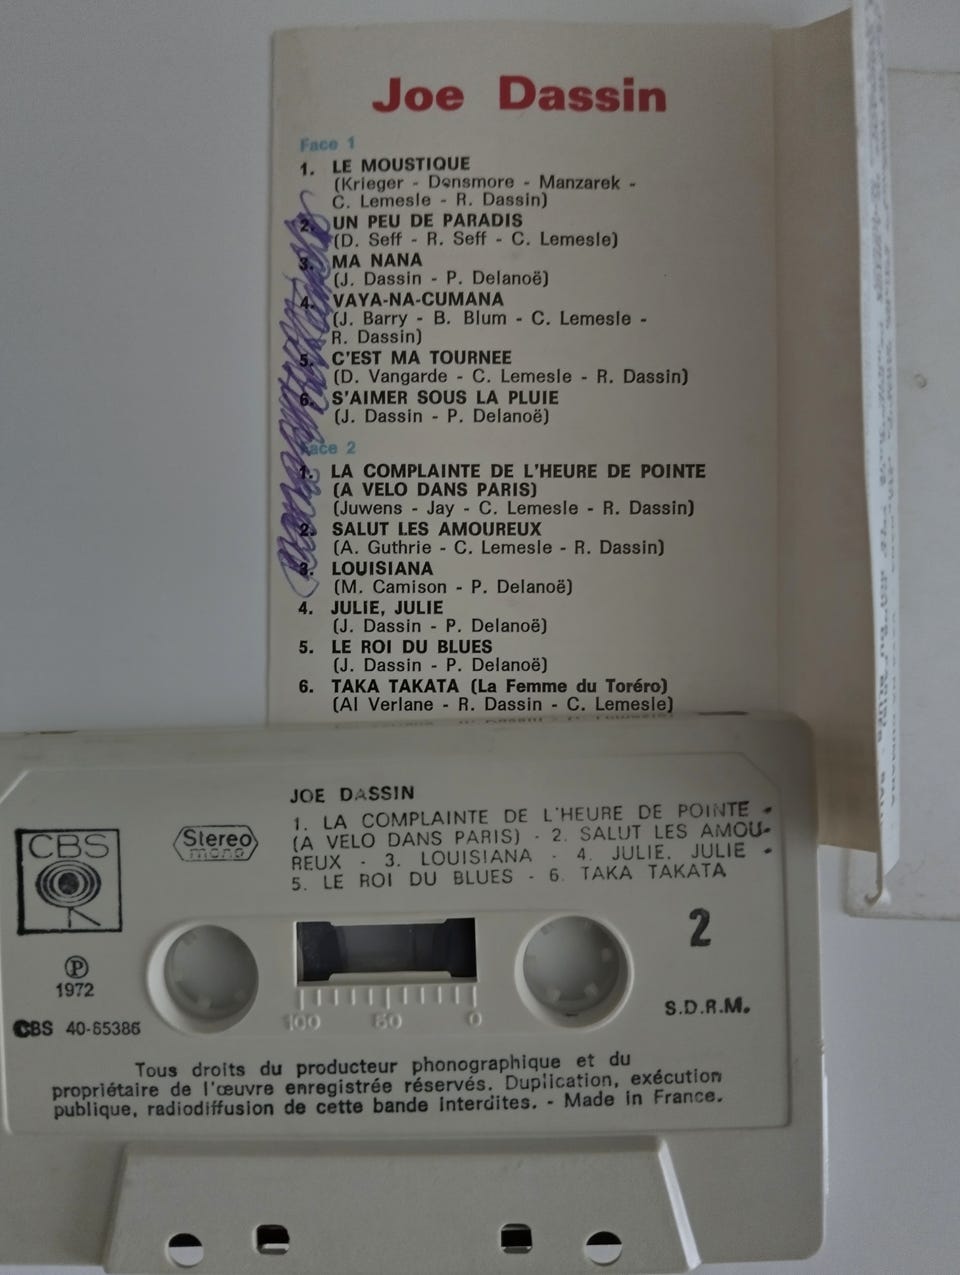 Joe Dassin
Face 1
1. LE MOUSTIQUE
(Krieger - Densmore - Manzarek -
C. Lemesle - R. Dassin)
2. UN PEU DE PARADIS
(D. Seff - R. Seff - C. Lemesle)
3. MA NANA
(J. Dassin - P. Delanoë)
4. VAYA-NA-CUMANA
(J. Barry - B. Blum - C. Lemesle -
R. Dassin)
5. C'EST MA TOURNEE
(D. Vangarde - C. Lemesle - R. Dassin)
6. S'AIMER SOUS LA PLUIE
(J. Dassin - P. Delanoë)
Face 2
1. LA COMPLAINTE DE L'HEURE DE POINTE
(A VELO DANS PARIS)
(Juwens - Jay - C. Lemesle - R. Dassin)
2. SALUT LES AMOUREUX
(A. Guthrie - C. Lemesle - R. Dassin)
3. LOUISIANA
(M. Camison - P. Delanoë)
4. JULIE, JULIE
(J. Dassin - P. Delanoë)
5. LE ROI DU BLUES
(J. Dassin - P. Delanoë)
6. TAKA TAKATA (La Femme du Toréro)
(Al Verlane - R. Dassin - C. Lemesle)
JOE DASSIN
1. LA COMPLAINTE DE L'HEURE DE POINTE -
(A VELO DANS PARIS) - 2. SALUT LES AMOU-
REUX - 3. LOUISIANA - 4. JULIE, JULIE -
5. LE ROI DU BLUES - 6. TAKA TAKATA
CBS
Stereo
mono
2
℗
1972
CBS 40-65386
100 50 0
S.D.R.M.
Tous droits du producteur phonographique et du
propriétaire de l'œuvre enregistrée réservés. Duplication, exécution
publique, radiodiffusion de cette bande interdites. - Made in France.